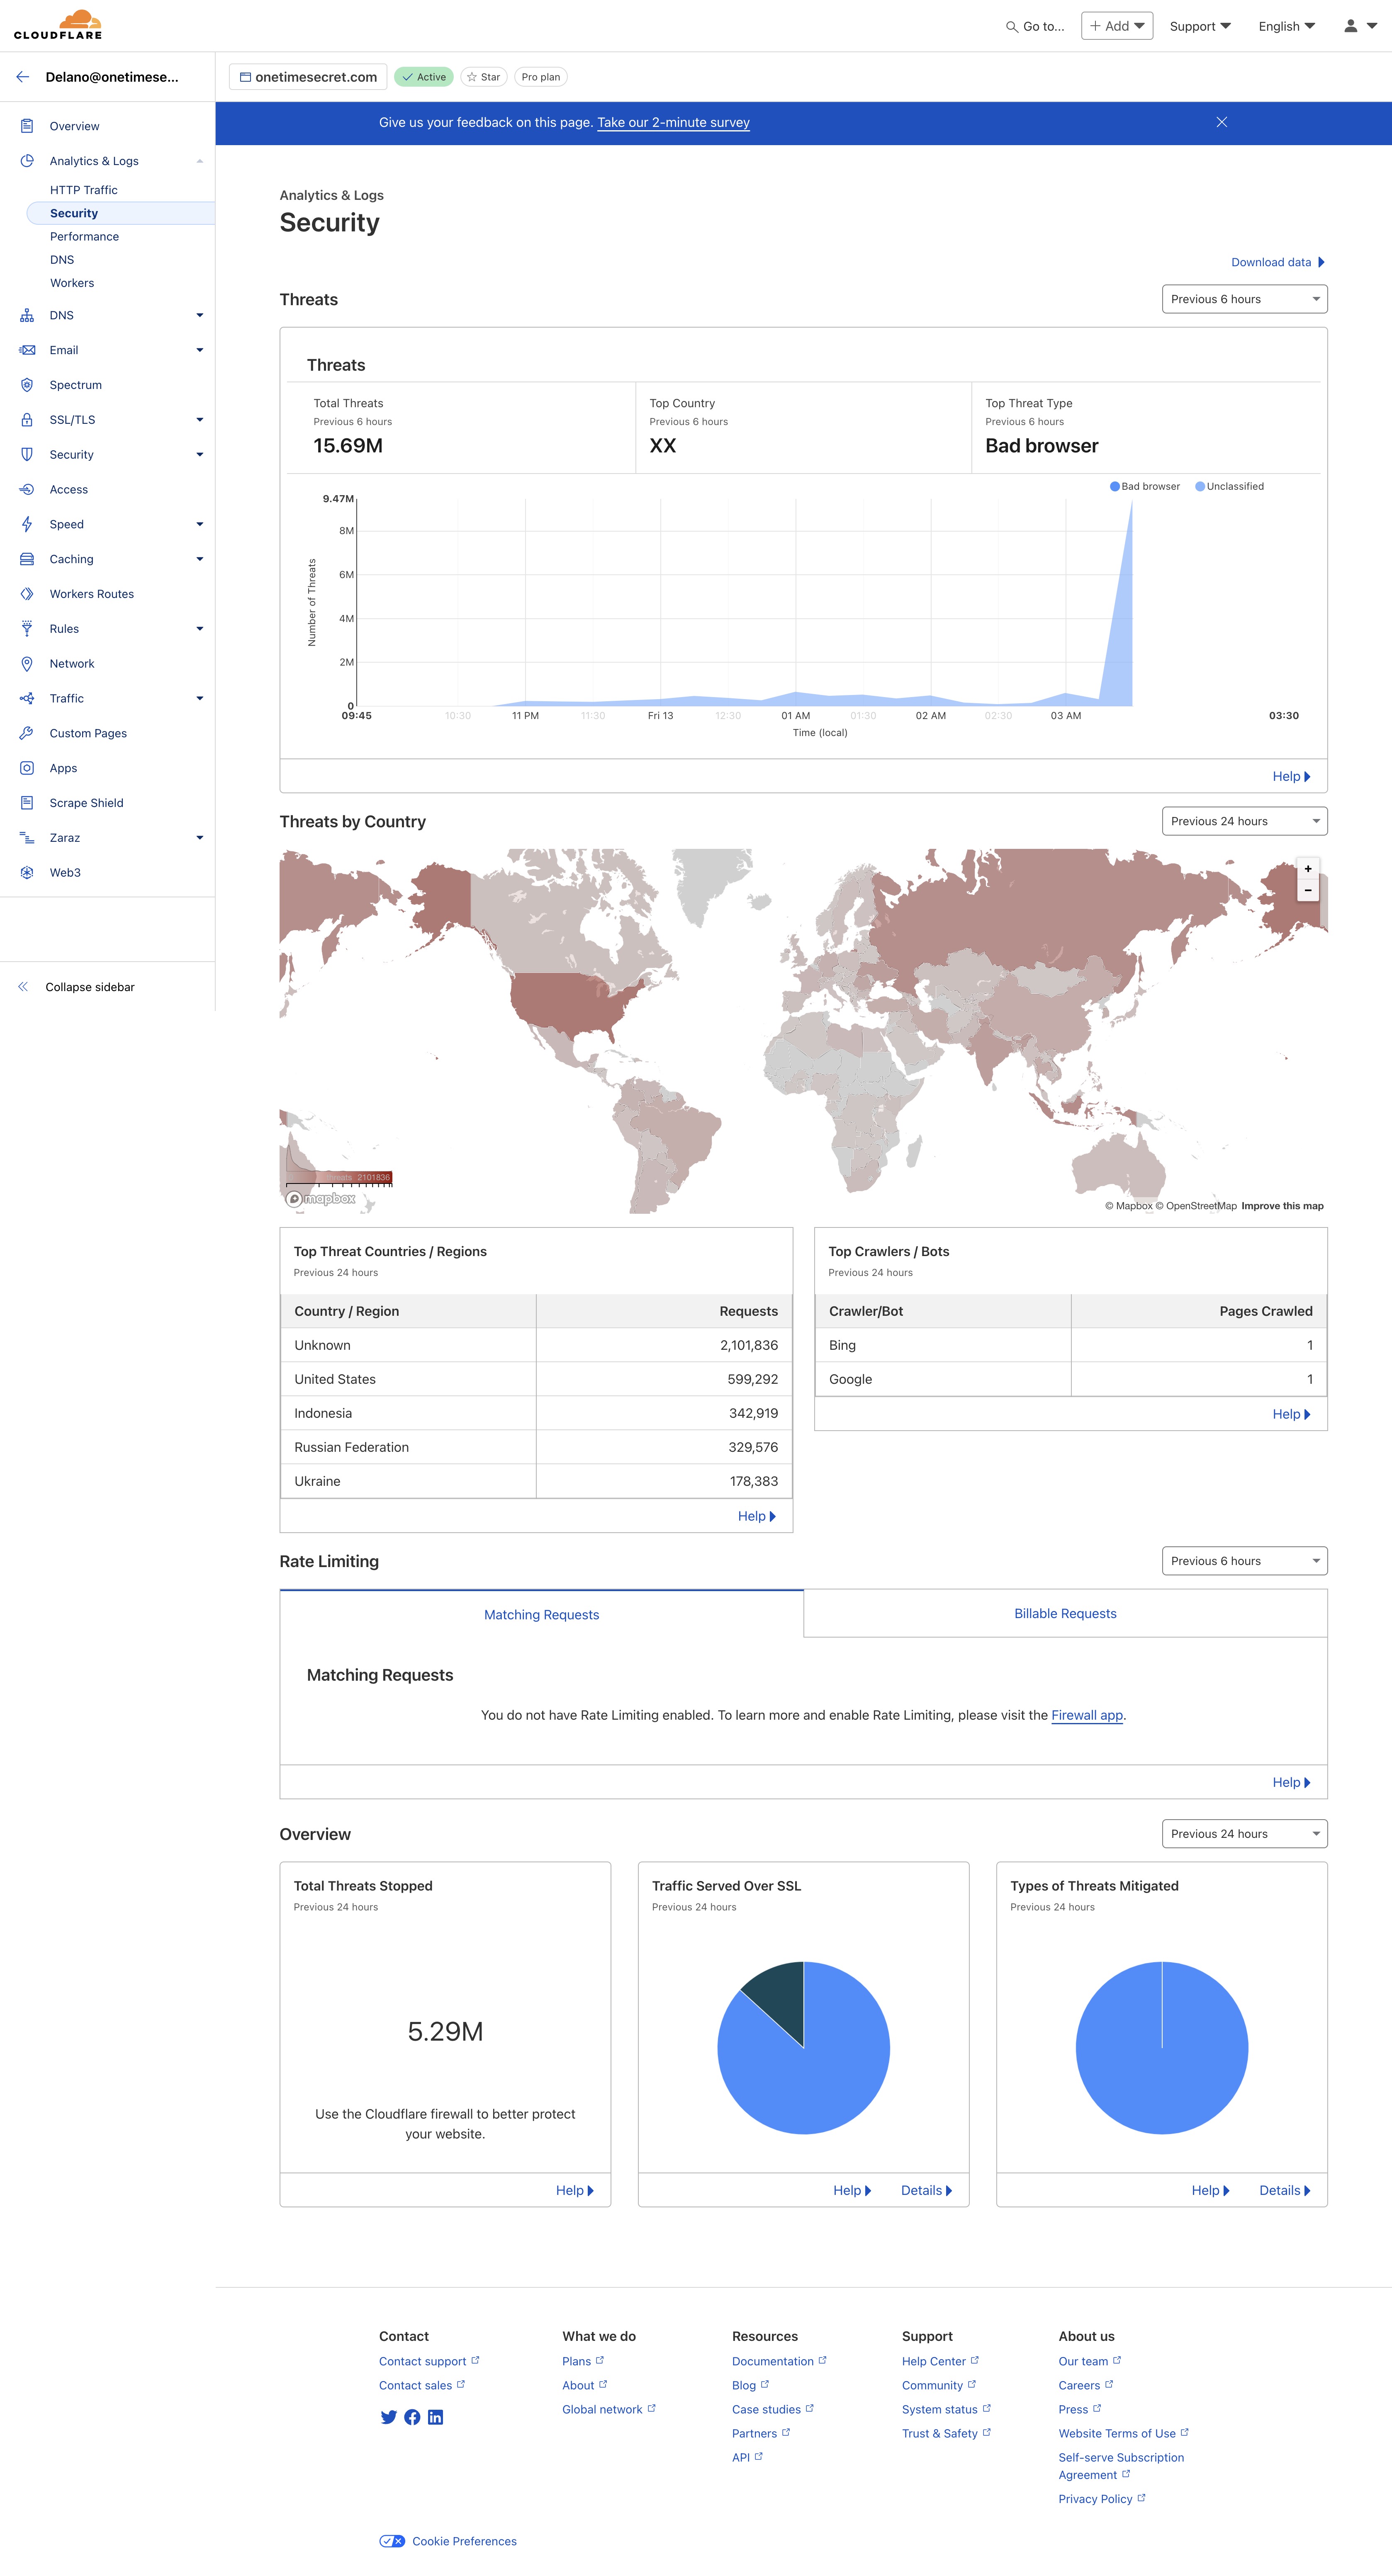 CLOUDFLARE
Go to...
+ Add
Support
English
Delano@onetimese...
onetimesecret.com
Active
Star
Pro plan
Give us your feedback on this page. Take our 2-minute survey
Overview
Analytics & Logs
HTTP Traffic
Security
Performance
DNS
Workers
DNS
Email
Spectrum
SSL/TLS
Security
Access
Speed
Caching
Workers Routes
Rules
Network
Traffic
Custom Pages
Apps
Scrape Shield
Zaraz
Web3
Collapse sidebar
Analytics & Logs
Security
Download data
Threats
Previous 6 hours
Threats
Total Threats
Previous 6 hours
15.69M
Top Country
Previous 6 hours
XX
Top Threat Type
Previous 6 hours
Bad browser
Bad browser
Unclassified
9.47M
8M
6M
4M
2M
0
Number of Threats
09:45
10:30
11 PM
11:30
Fri 13
12:30
01 AM
01:30
02 AM
02:30
03 AM
03:30
Time (local)
Help
Threats by Country
Previous 24 hours
+
−
2101836
mapbox
© Mapbox © OpenStreetMap Improve this map
Top Threat Countries / Regions
Previous 24 hours
Country / Region Requests
Unknown 2,101,836
United States 599,292
Indonesia 342,919
Russian Federation 329,576
Ukraine 178,383
Help
Top Crawlers / Bots
Previous 24 hours
Crawler/Bot Pages Crawled
Bing 1
Google 1
Help
Rate Limiting
Previous 6 hours
Matching Requests
Billable Requests
Matching Requests
You do not have Rate Limiting enabled. To learn more and enable Rate Limiting, please visit the Firewall app.
Help
Overview
Previous 24 hours
Total Threats Stopped
Previous 24 hours
5.29M
Use the Cloudflare firewall to better protect
your website.
Help
Traffic Served Over SSL
Previous 24 hours
Help
Details
Types of Threats Mitigated
Previous 24 hours
Help
Details
Contact
Contact support
Contact sales
What we do
Plans
About
Global network
Resources
Documentation
Blog
Case studies
Partners
API
Support
Help Center
Community
System status
Trust & Safety
About us
Our team
Careers
Press
Website Terms of Use
Self-serve Subscription
Agreement
Privacy Policy
Cookie Preferences